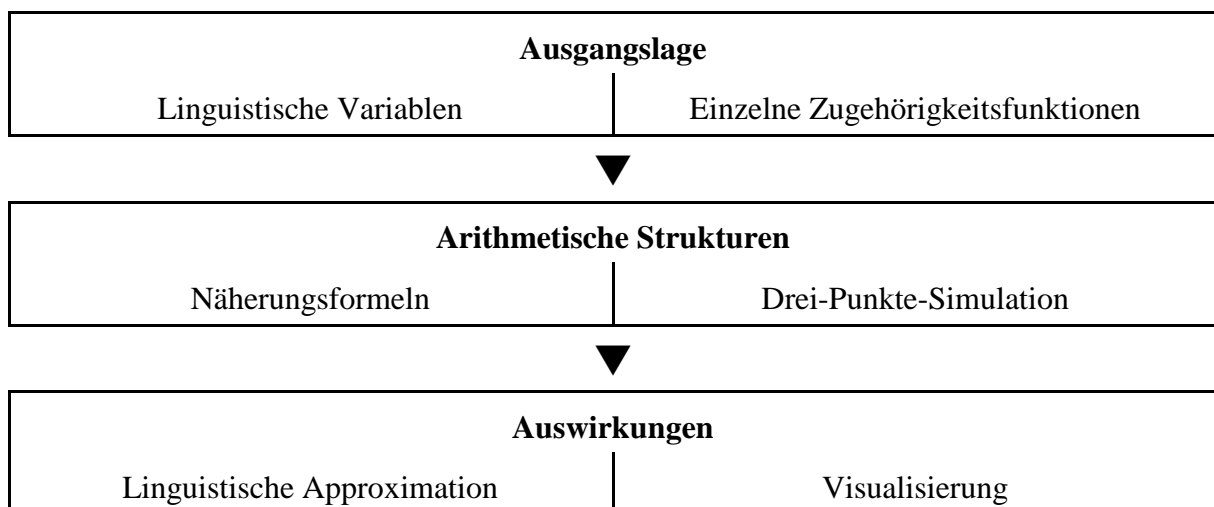 Ausgangslage
Linguistische Variablen Einzelne Zugehörigkeitsfunktionen
Arithmetische Strukturen
Näherungsformeln Drei-Punkte-Simulation
Auswirkungen
Linguistische Approximation Visualisierung